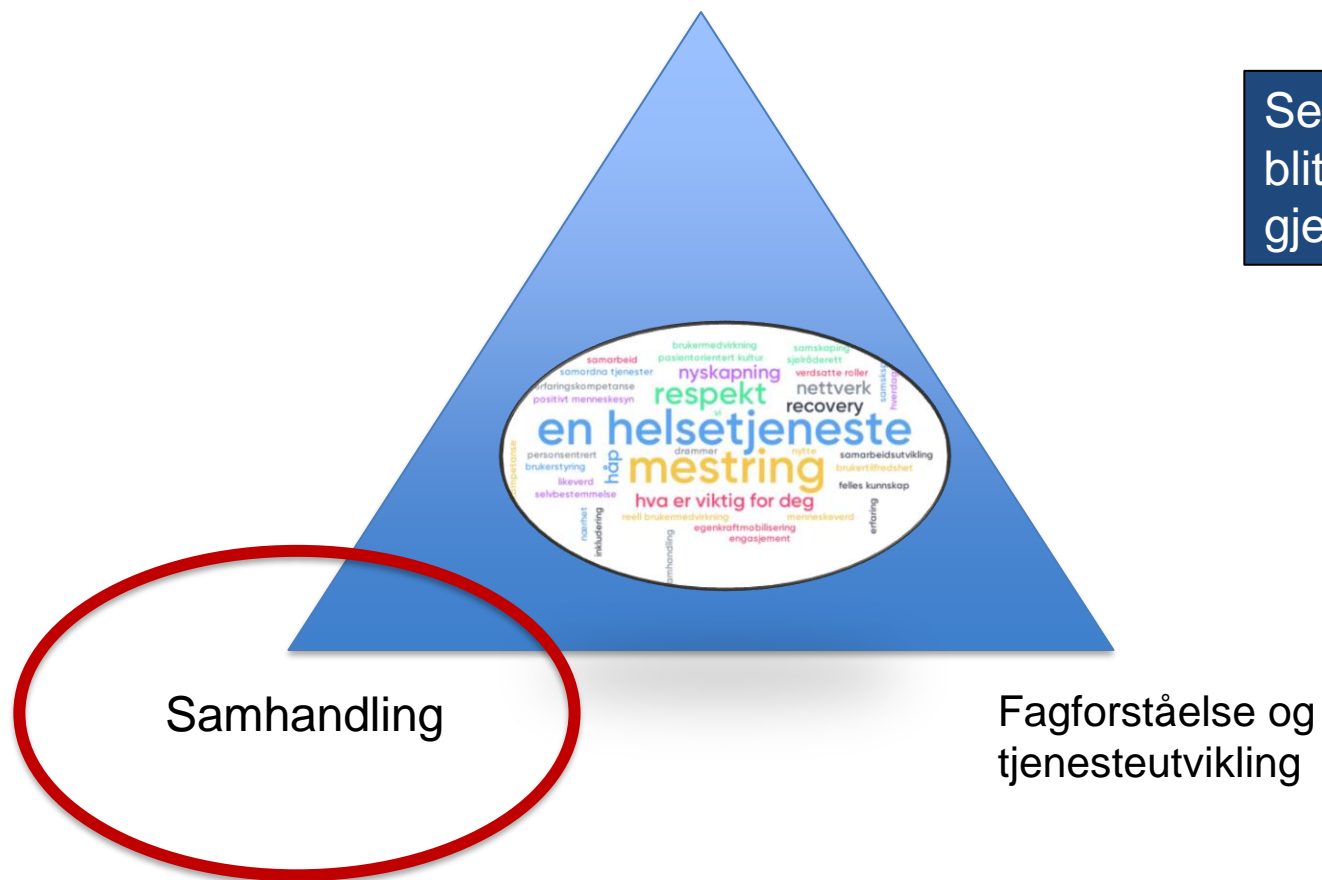 Se
blit
gje
brukermedvirkning samskaping
samarbeid pasientorientert kultur sjølråderett
samordna tjenester nyskapning verdsatte roller
erfaringskompetanse respekt nettverk
positivt menneskesyn recovery
en helsetjeneste
personsentrert drømmer nytte samarbeidsutvikling
brukerstyring håp mestring brukertilfredshet
likeverd felles kunnskap
selvbestemmelse hva er viktig for deg
reell brukermedvirkning menneskeverd
egenkraftmobilisering
engasjement
nærhet
inkludering
erfaring
Samhandling
Fagforståelse og
tjenesteutvikling